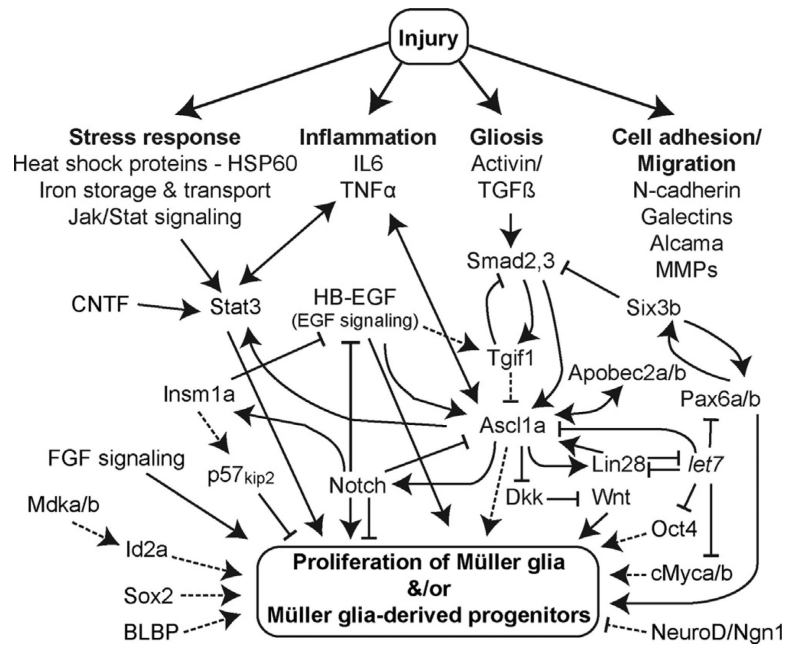 Injury
Stress response
Heat shock proteins - HSP60
Iron storage & transport
Jak/Stat signaling
Inflammation
IL6
TNFα
Gliosis
Activin/
TGFß
Cell adhesion/
Migration
N-cadherin
Galectins
Alcama
MMPs
Smad2,3
CNTF
Stat3
HB-EGF
(EGF signaling)
Six3b
Tgif1
Apobec2a/b
Insm1a
Pax6a/b
Ascl1a
FGF signaling
p57kip2
Notch
Lin28
let7
Mdka/b
Dkk
Wnt
Id2a
Oct4
Proliferation of Müller glia
&/or
Müller glia-derived progenitors
cMyca/b
Sox2
BLBP
NeuroD/Ngn1